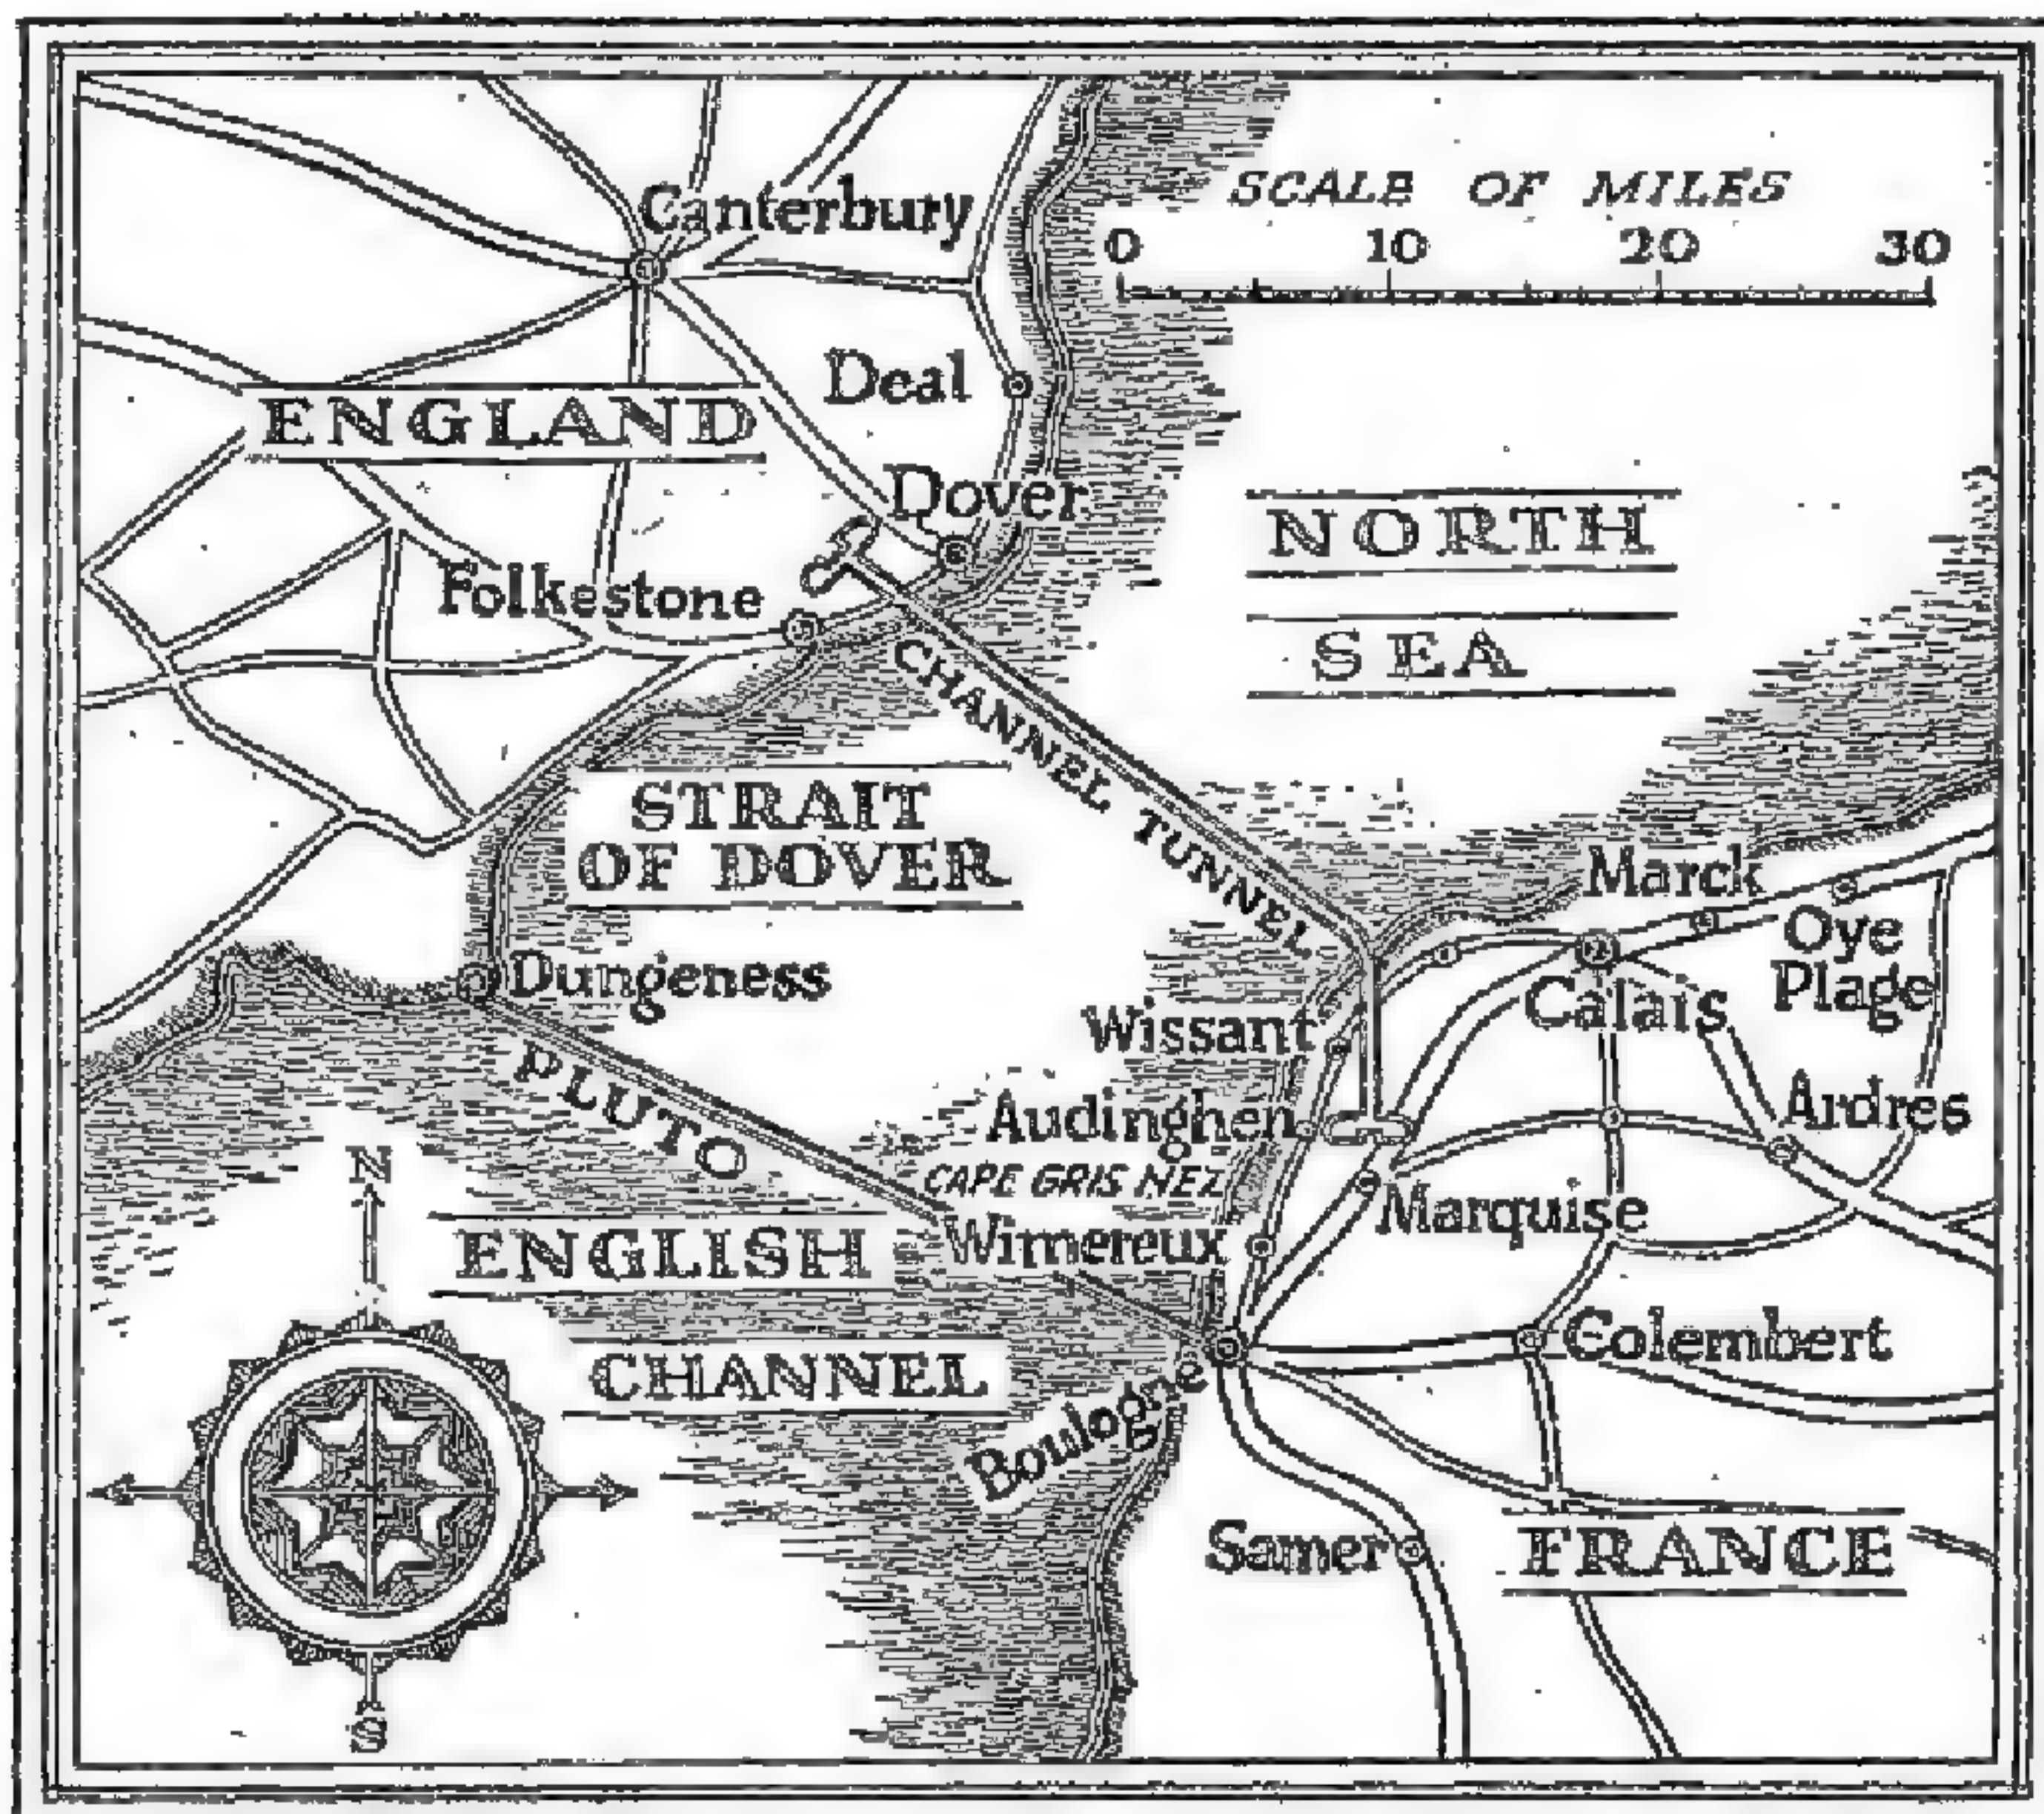 Canterbury
SCALE OF MILES
0 10 20 30
Deal
ENGLAND
Dover
NORTH
SEA
Folkestone
CHANNEL TUNNEL
STRAIT
OF DOVER
Marck
Oye
Plage
Calais
Dungeness
Wissant
PLUTO
Audinghen
Ardres
CAPE GRIS NEZ
Marquise
N
ENGLISH
Wimereux
CHANNEL
Colembert
Boulogne
Samer
FRANCE
S